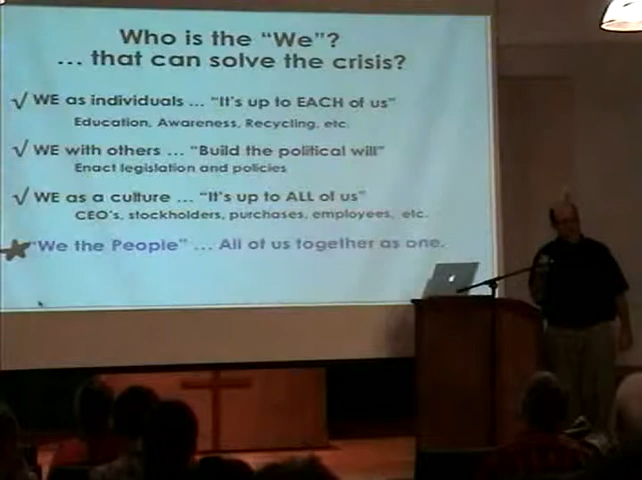 Who is the “We”?
... that can solve the crisis?
√ WE as individuals ... “It's up to EACH of us”
Education, Awareness, Recycling, etc.
√ WE with others ... “Build the political will”
Enact legislation and policies
√ WE as a culture ... “It's up to ALL of us”
CEO's, stockholders, purchases, employees, etc.
“We the People” ... All of us together as one.